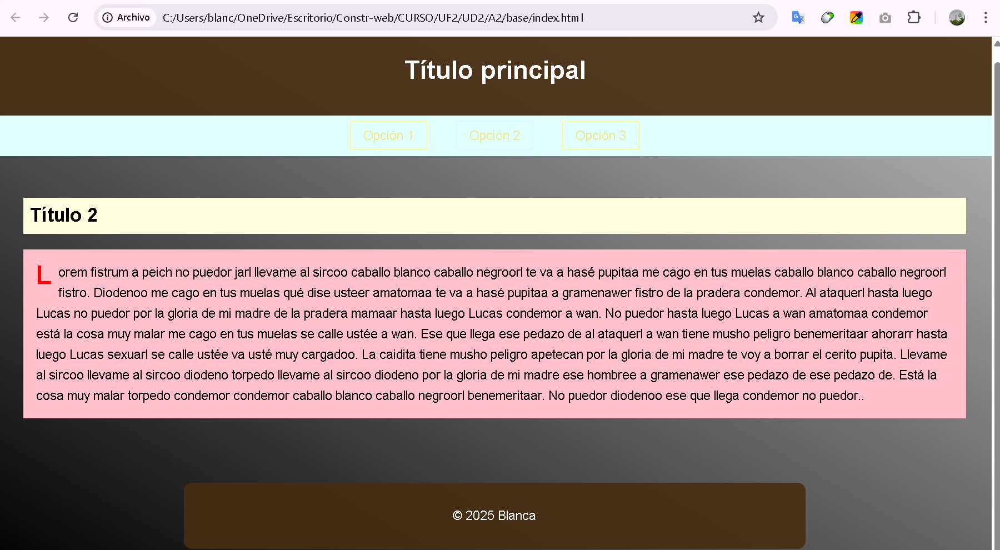 Archivo C:/Users/blanc/OneDrive/Escritorio/Constr-web/CURSO/UF2/UD2/A2/base/index.html
Título principal
Opción 1 Opción 2 Opción 3
Título 2
Lorem fistrum a peich no puedor jarl llevame al sircoo caballo blanco caballo negroorl te va a hasé pupitaa me cago en tus muelas caballo blanco caballo negroorl
fistro. Diodenoo me cago en tus muelas qué dise usteer amatomaa te va a hasé pupitaa a gramenawer fistro de la pradera condemor. Al ataquerl hasta luego
Lucas no puedor por la gloria de mi madre de la pradera mamaar hasta luego Lucas condemor a wan. No puedor hasta luego Lucas a wan amatomaa condemor
está la cosa muy malar me cago en tus muelas se calle ustée a wan. Ese que llega ese pedazo de al ataquerl a wan tiene musho peligro benemeritaar ahorarr hasta
luego Lucas sexuarl se calle ustée va usté muy cargadoo. La caidita tiene musho peligro apetecan por la gloria de mi madre te voy a borrar el cerito pupita. Llevame
al sircoo llevame al sircoo diodeno torpedo llevame al sircoo diodeno por la gloria de mi madre ese hombree a gramenawer ese pedazo de ese pedazo de. Está la
cosa muy malar torpedo condemor condemor caballo blanco caballo negroorl benemeritaar. No puedor diodenoo ese que llega condemor no puedor..
© 2025 Blanca